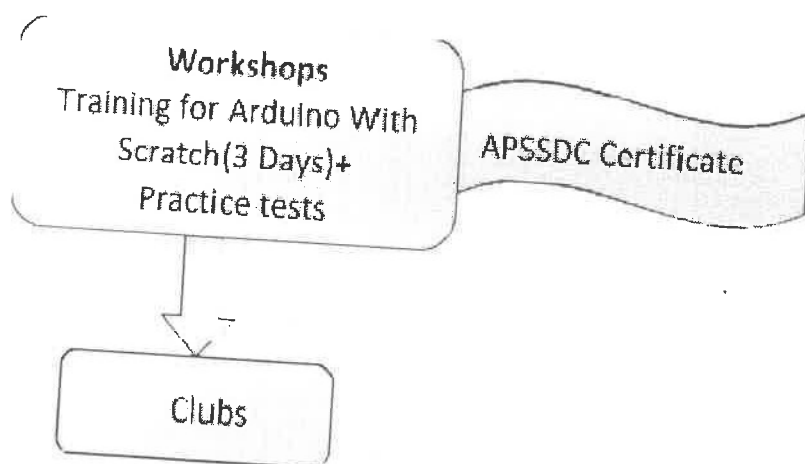 Workshops
Training for Arduino With
Scratch(3 Days)+
Practice tests
APSSDC Certificate
Clubs